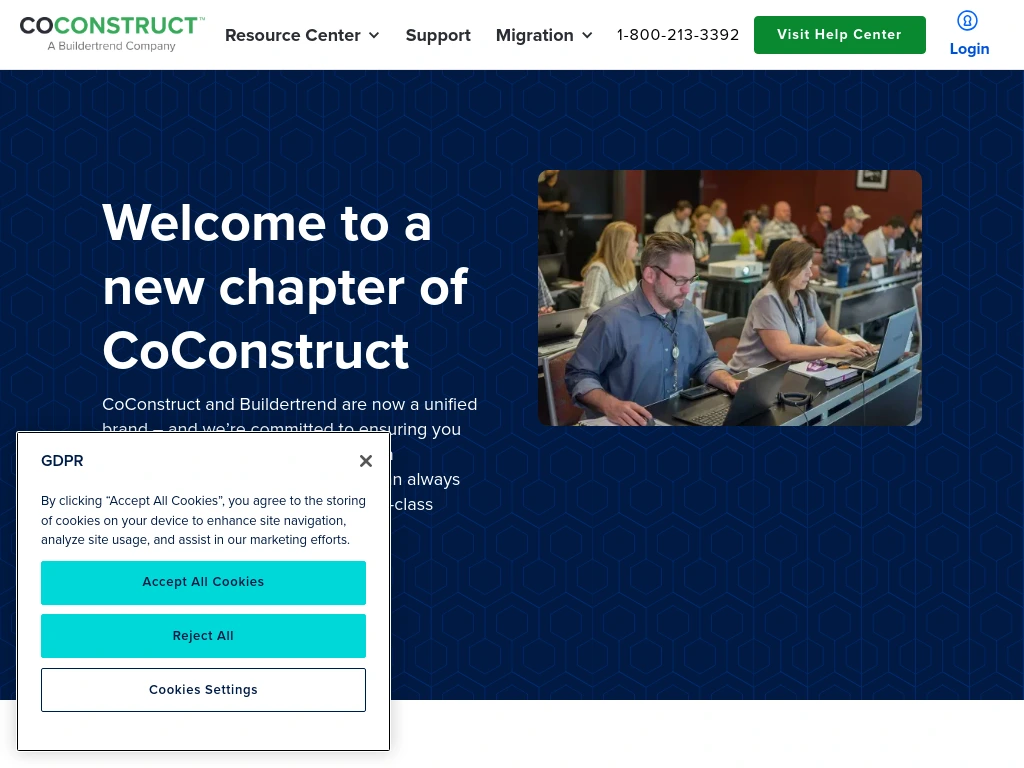 COCONSTRUCT™
A Buildertrend Company
Resource Center
Support
Migration
1-800-213-3392
Visit Help Center
Login
Welcome to a
new chapter of
CoConstruct
CoConstruct and Buildertrend are now a unified
brand – and we're committed to ensuring you
n always
-class
GDPR
By clicking “Accept All Cookies”, you agree to the storing
of cookies on your device to enhance site navigation,
analyze site usage, and assist in our marketing efforts.
Accept All Cookies
Reject All
Cookies Settings